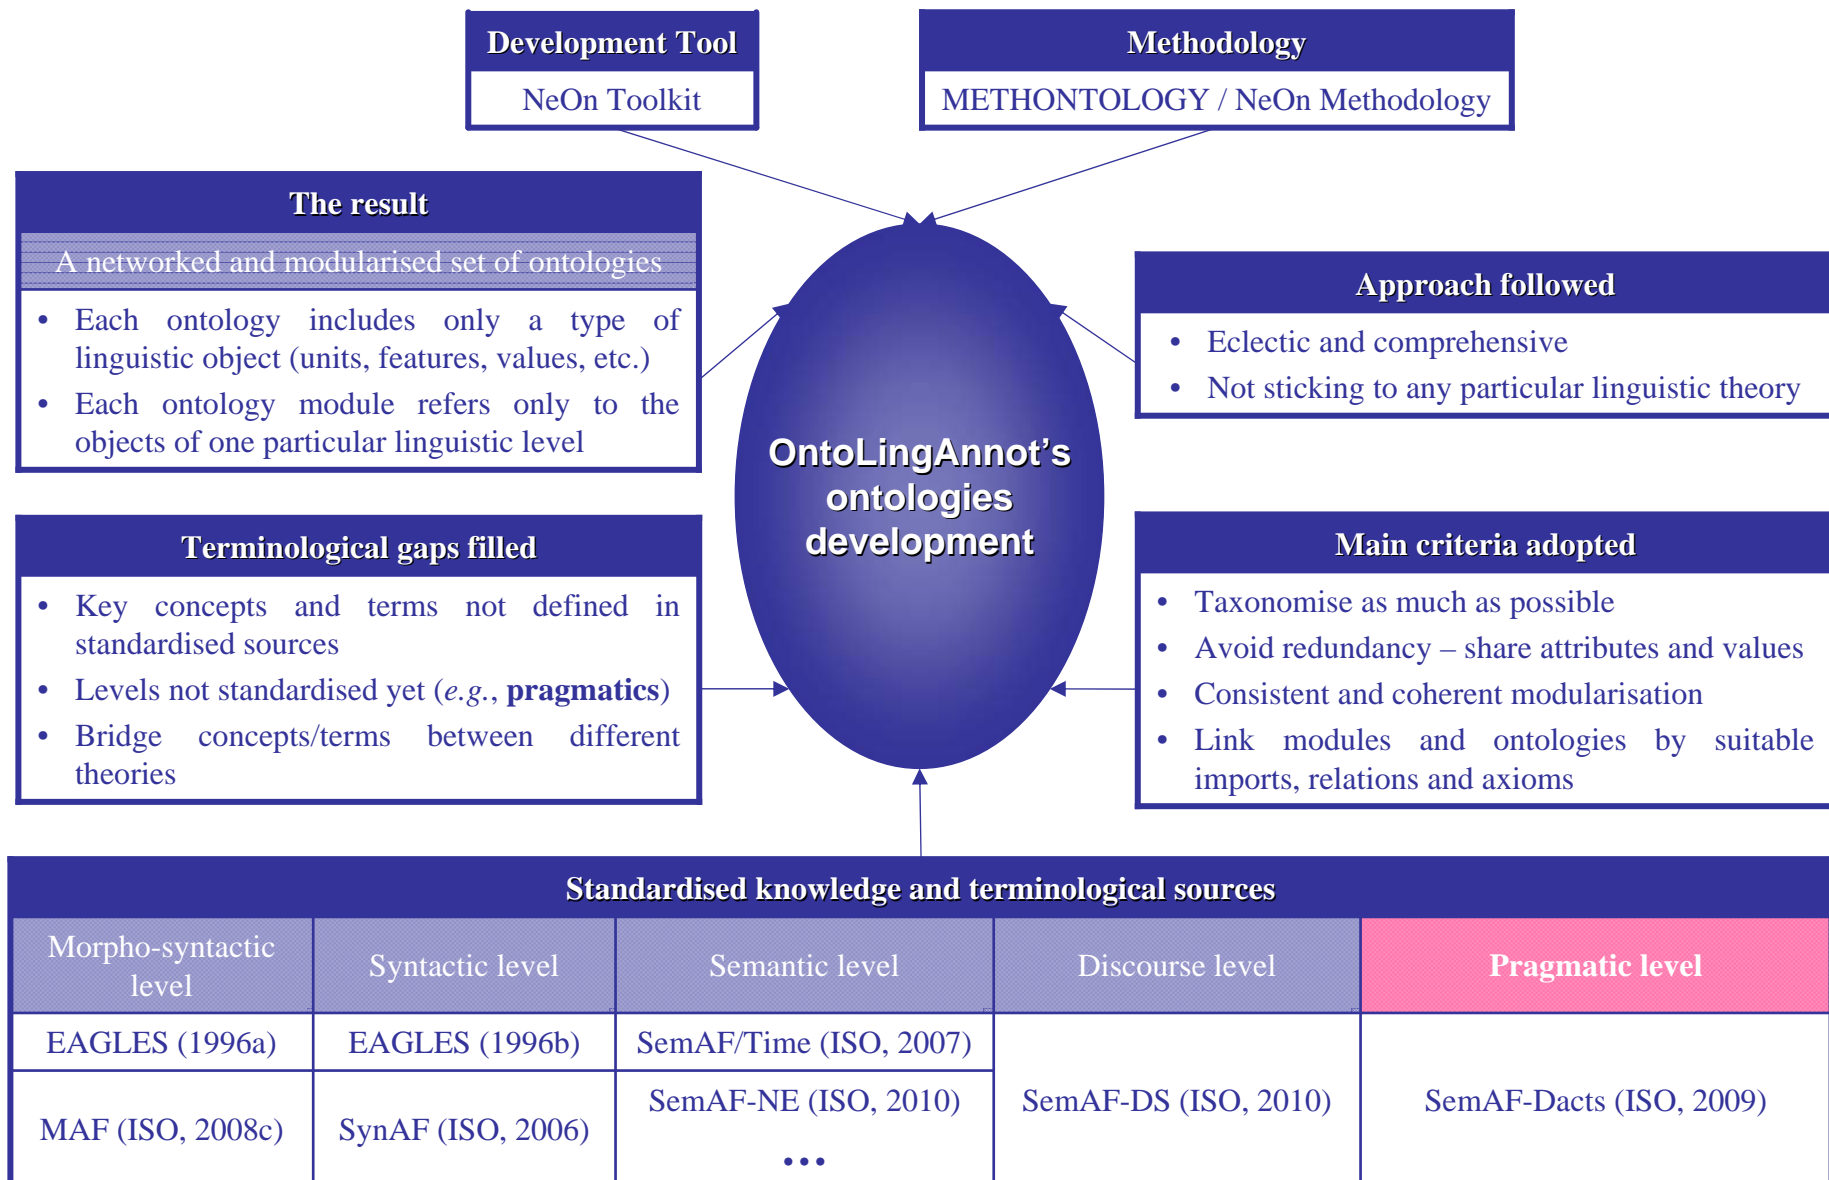 Development Tool
NeOn Toolkit
Methodology
METHONTOLOGY / NeOn Methodology
The result
A networked and modularised set of ontologies
• Each ontology includes only a type of
linguistic object (units, features, values, etc.)
• Each ontology module refers only to the
objects of one particular linguistic level
Approach followed
• Eclectic and comprehensive
• Not sticking to any particular linguistic theory
OntoLingAnnot’s
ontologies
development
Terminological gaps filled
• Key concepts and terms not defined in
standardised sources
• Levels not standardised yet (e.g., pragmatics)
• Bridge concepts/terms between different
theories
Main criteria adopted
• Taxonomise as much as possible
• Avoid redundancy – share attributes and values
• Consistent and coherent modularisation
• Link modules and ontologies by suitable
imports, relations and axioms
Standardised knowledge and terminological sources
Morpho-syntactic
level
Syntactic level
Semantic level
Discourse level
Pragmatic level
EAGLES (1996a)
EAGLES (1996b)
SemAF/Time (ISO, 2007)
MAF (ISO, 2008c)
SynAF (ISO, 2006)
SemAF-NE (ISO, 2010)
…
SemAF-DS (ISO, 2010)
SemAF-Dacts (ISO, 2009)